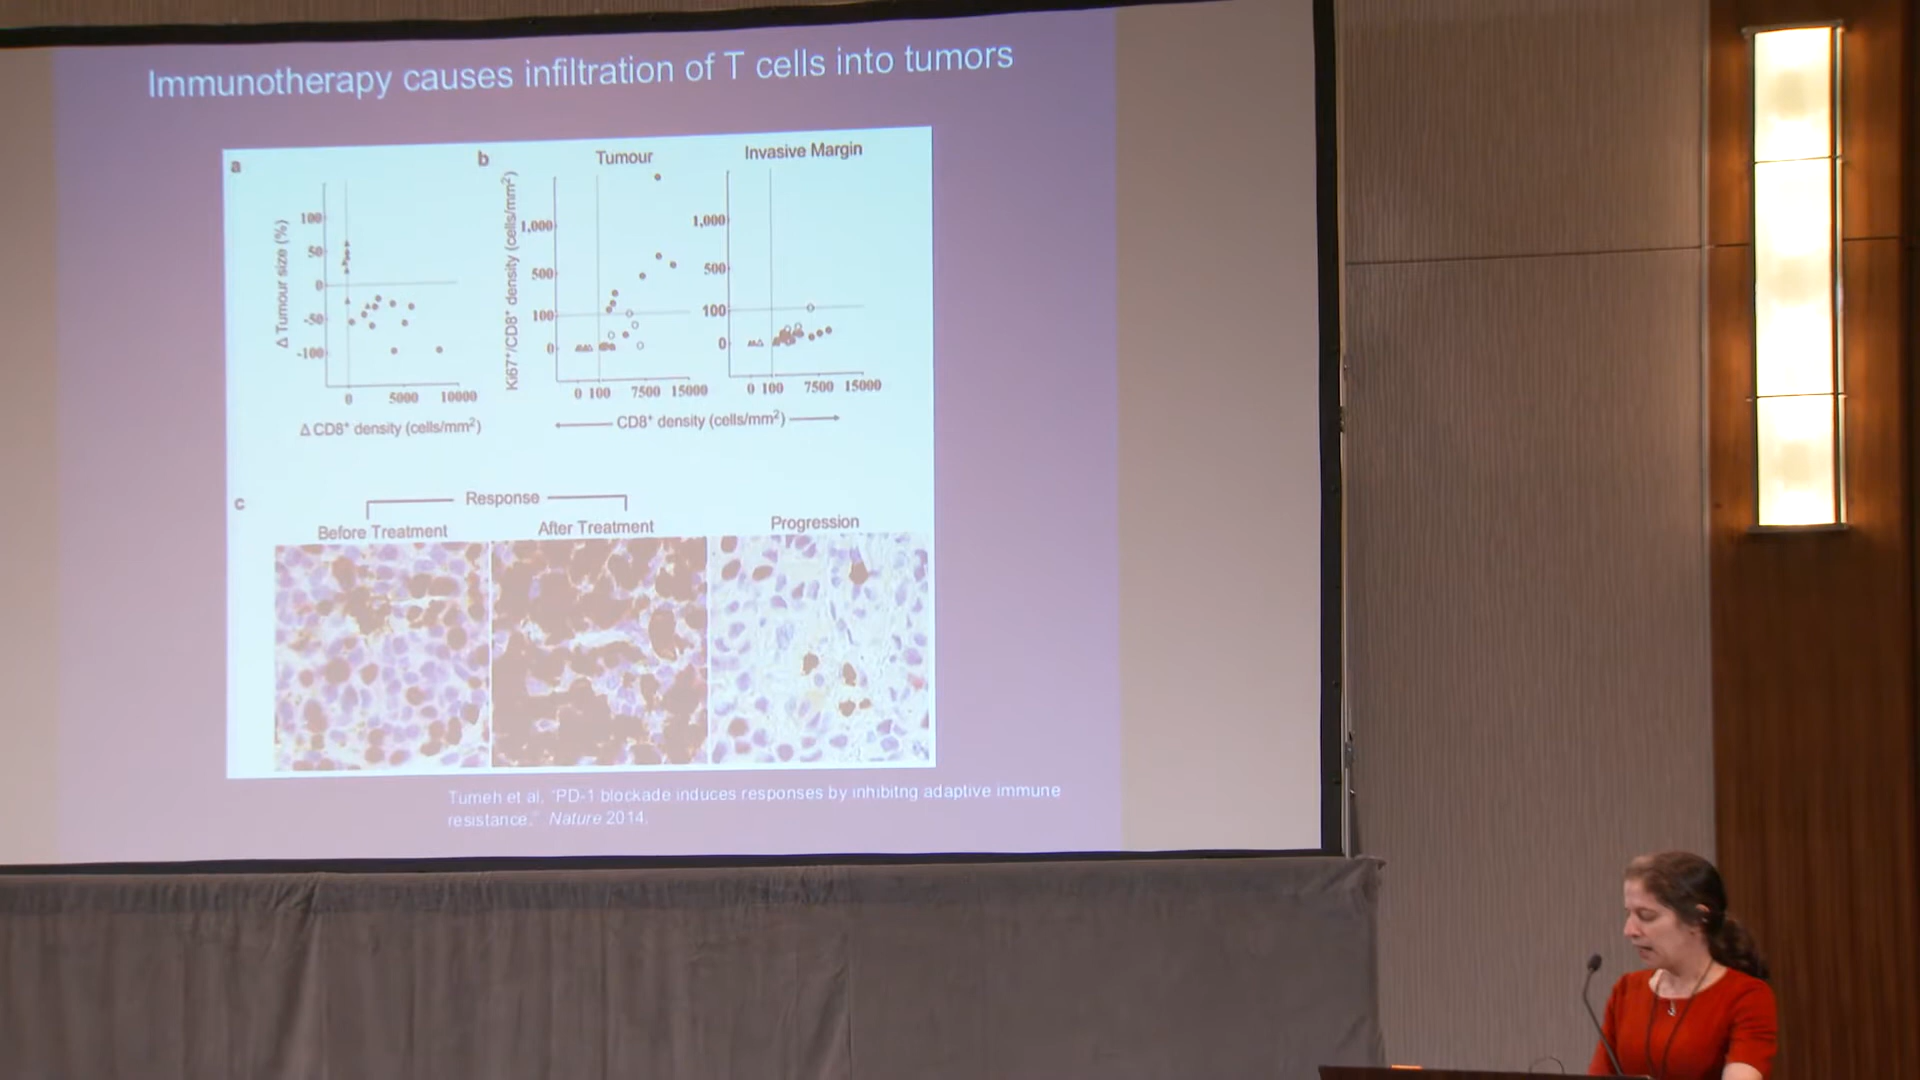 Immunotherapy causes infiltration of T cells into tumors
a
Δ Tumour size (%)
100
50
0
-50
-100
0 5000 10000
Δ CD8⁺ density (cells/mm²)
b
Tumour
Invasive Margin
Ki67⁺/CD8⁺ density (cells/mm²)
1,000
500
100
0
0 100 7500 15000
1,000
500
100
0
0 100 7500 15000
CD8⁺ density (cells/mm²)
c
Response
Before Treatment
After Treatment
Progression
Tumeh et al, "PD-1 blockade induces responses by inhibitng adaptive immune
resistance," Nature 2014.